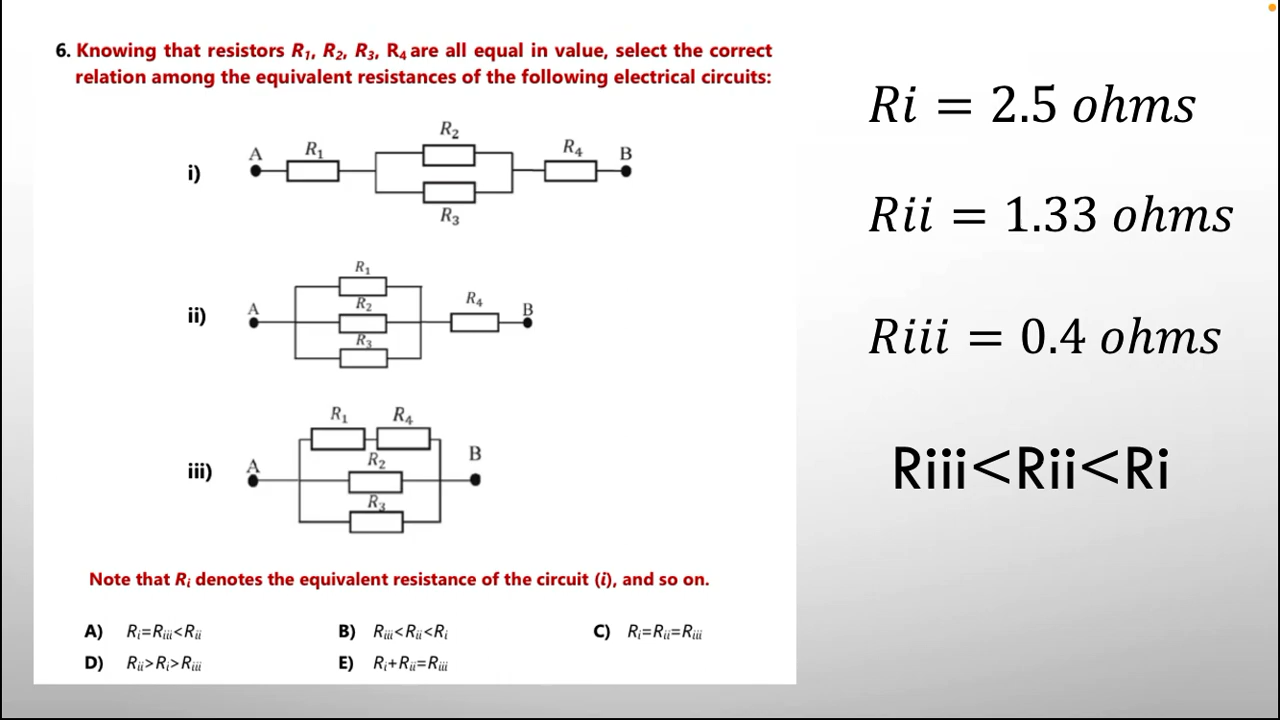 6. Knowing that resistors R1, R2, R3, R4 are all equal in value, select the correct
relation among the equivalent resistances of the following electrical circuits:
i)
A
R1
R2
R3
R4
B
ii)
A
R1
R2
R3
R4
B
iii)
A
R1
R4
R2
R3
B
Note that Ri denotes the equivalent resistance of the circuit (i), and so on.
A) Ri=Riii<Rii
B) Riii<Rii<Ri
C) Ri=Rii=Riii
D) Rii>Ri>Riii
E) Ri+Rii=Riii
Ri = 2.5 ohms
Rii = 1.33 ohms
Riii = 0.4 ohms
Riii<Rii<Ri